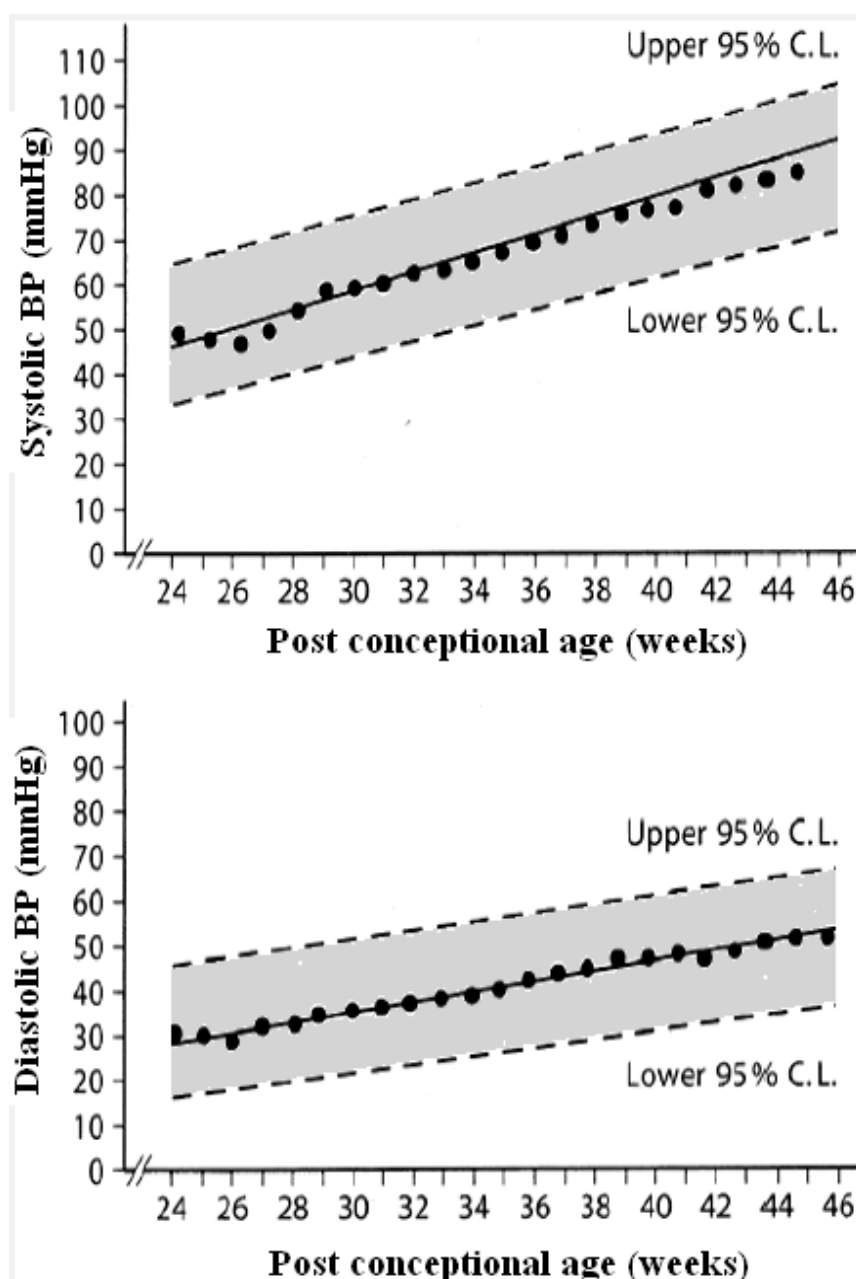 Upper 95% C.L.
110
100
90
80
70
60
50
40
30
20
10
0
Systolic BP (mmHg)
Lower 95% C.L.
24 26 28 30 32 34 36 38 40 42 44 46
Post conceptional age (weeks)
100
90
80
70
60
50
40
30
20
10
0
Diastolic BP (mmHg)
Upper 95% C.L.
Lower 95% C.L.
24 26 28 30 32 34 36 38 40 42 44 46
Post conceptional age (weeks)